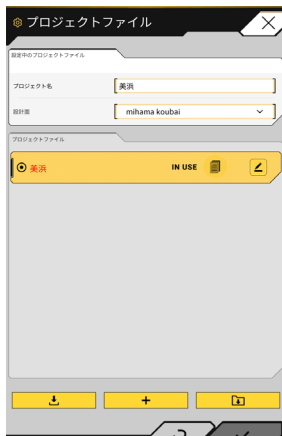 プロジェクトファイル
設定中のプロジェクトファイル
プロジェクト名
美浜
設計面
mihama koubai
プロジェクトファイル
美浜
IN USE